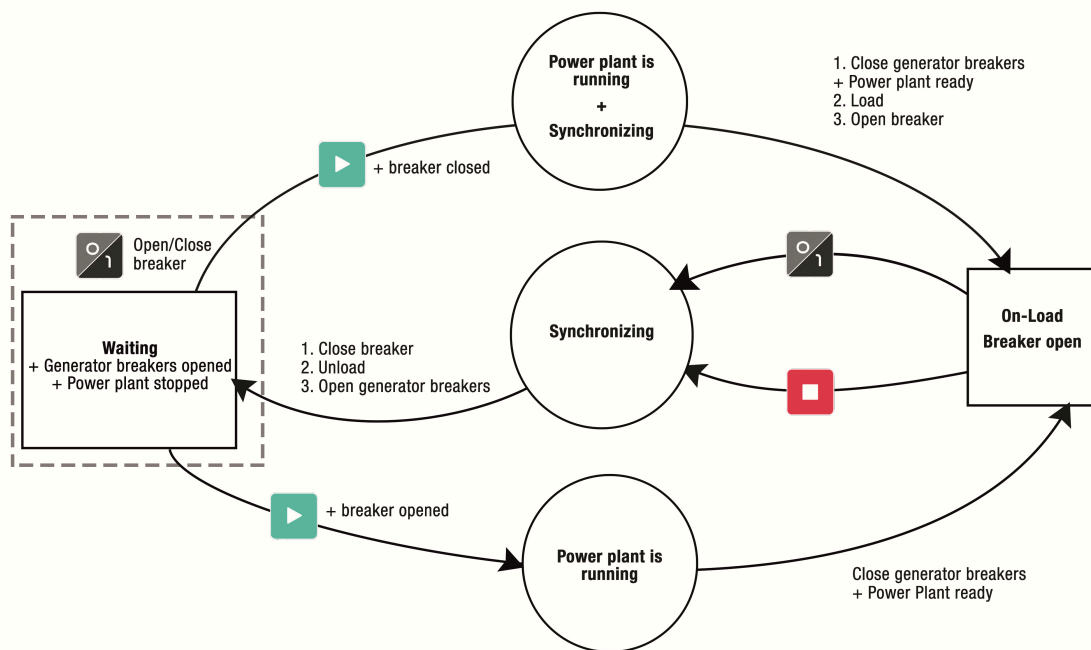 Power plant is
running
+
Synchronizing
1. Close generator breakers
+ Power plant ready
2. Load
3. Open breaker
+ breaker closed
Open/Close
breaker
Waiting
+ Generator breakers opened
+ Power plant stopped
1. Close breaker
2. Unload
3. Open generator breakers
Synchronizing
On-Load
Breaker open
+ breaker opened
Power plant is
running
Close generator breakers
+ Power Plant ready